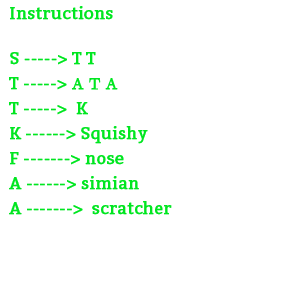 Instructions
S -----> T T
T -----> A T A
T ----->  K
K ------> Squishy
F -------> nose
A ------> simian
A ------->  scratcher